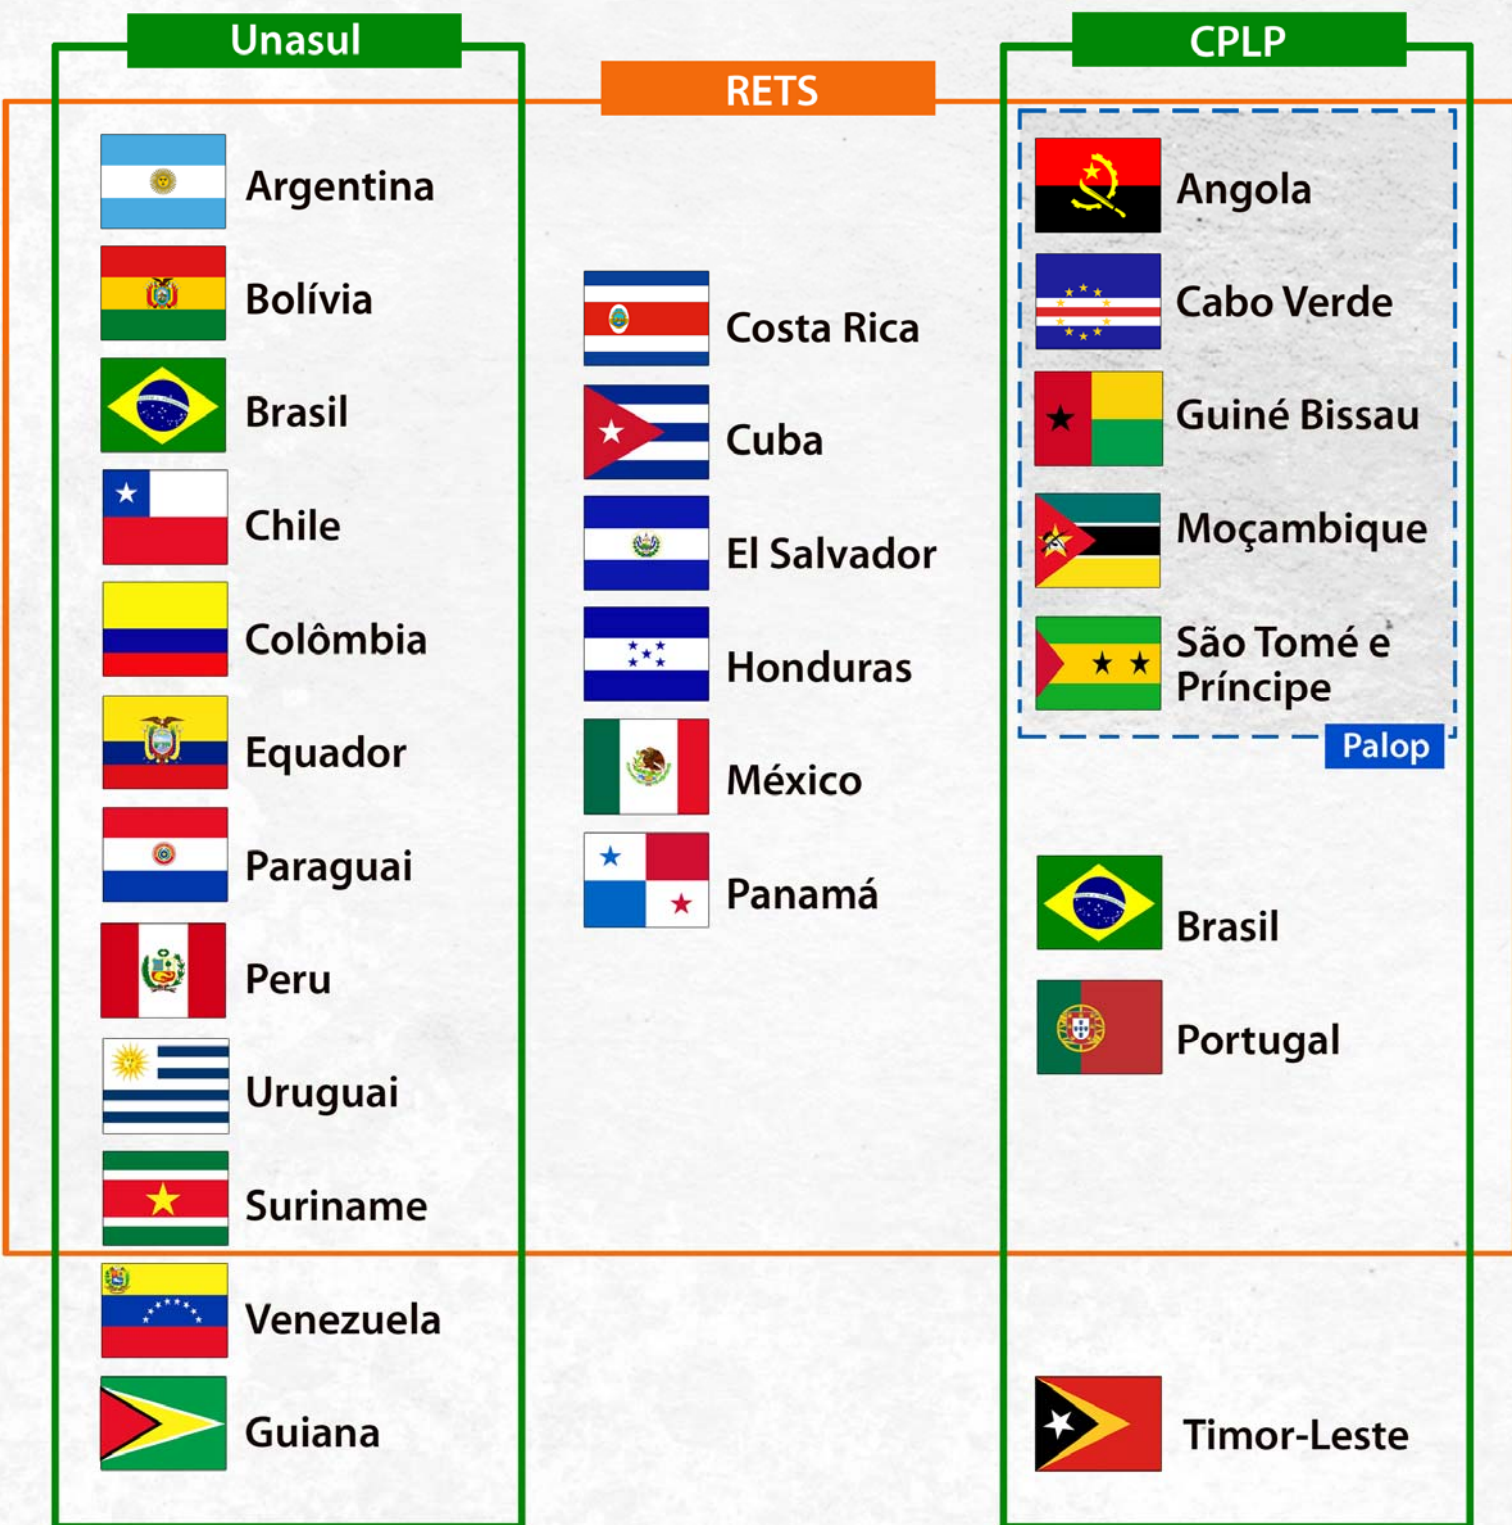 Unasul
RETS
CPLP
Argentina
Bolívia
Brasil
Chile
Colômbia
Equador
Paraguai
Peru
Uruguai
Suriname
Venezuela
Guiana
Costa Rica
Cuba
El Salvador
Honduras
México
Panamá
Angola
Cabo Verde
Guiné Bissau
Moçambique
São Tomé e
Príncipe
Palop
Brasil
Portugal
Timor-Leste